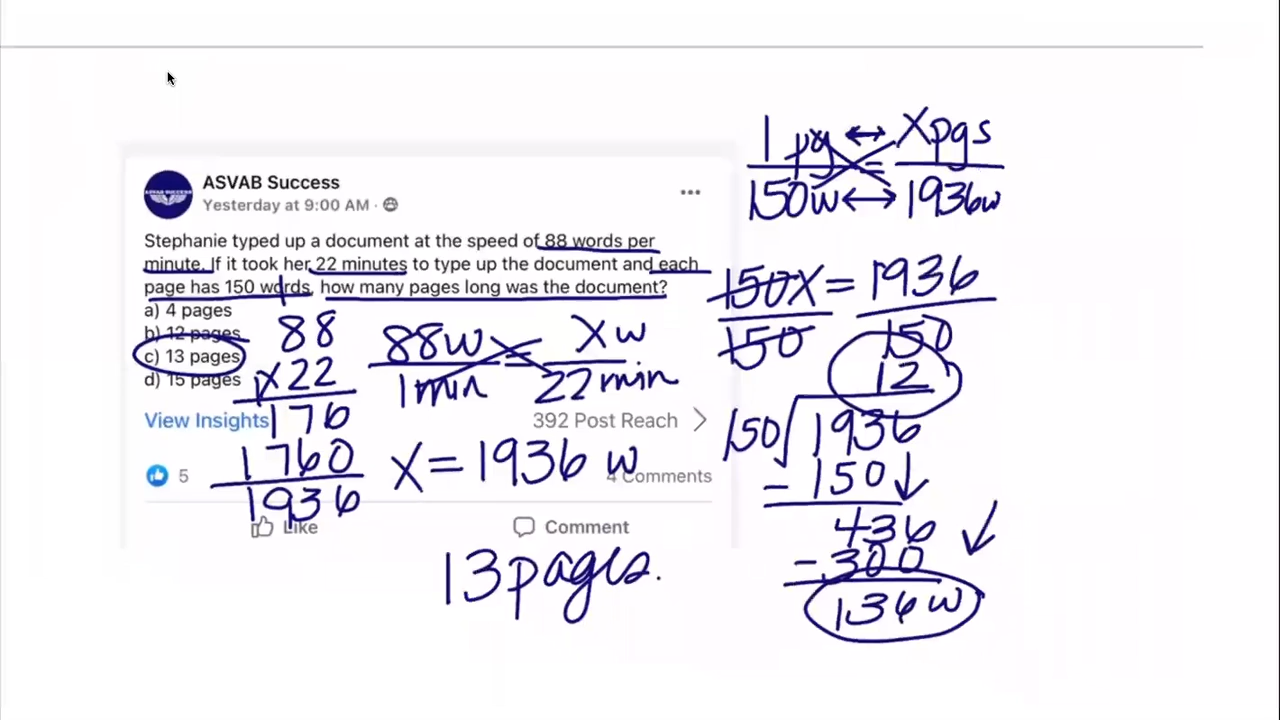 ASVAB Success
ASVAB SUCCESS
Yesterday at 9:00 AM ·
Stephanie typed up a document at the speed of 88 words per
minute. If it took her 22 minutes to type up the document and each
page has 150 words, how many pages long was the document?
a) 4 pages
b) 12 pages
c) 13 pages
d) 15 pages
View Insights
392 Post Reach
5
4 Comments
Like
Comment
88
x 22
176
1760
1936
88w = X w
1 min 22 min
X = 1936 w
13 pages.
1 pg ↔ X pgs
=
150w ↔ 1936w
150X = 1936
150 150
12
150 1936
- 150
436
- 300
136 w